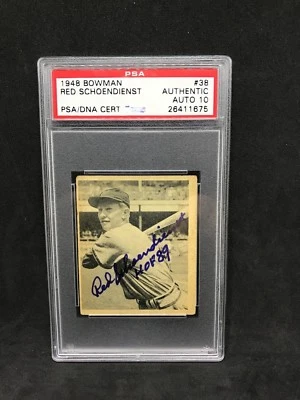 PSA
1948 BOWMAN #38
RED SCHOENDIENST AUTHENTIC
AUTO 10
PSA/DNA CERT 26411675
Red Schoendienst
HOF 89